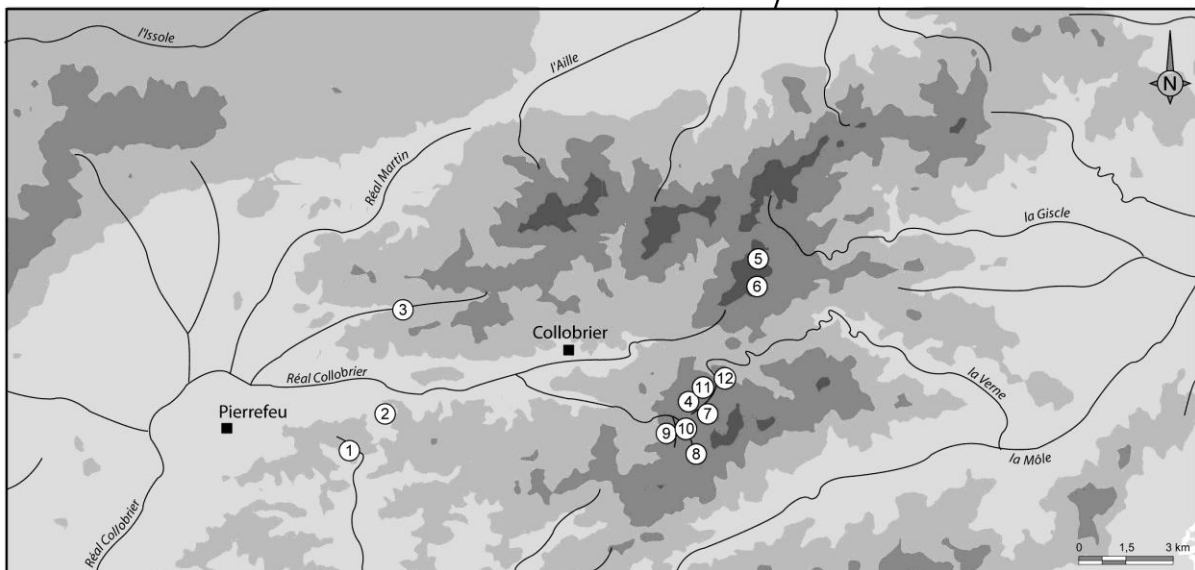 l'Issole
l'Aille
N
Réal Martin
la Giscle
5
6
3
Collobrier
Réal Collobrier
12
11
la Verne
4
2
7
Pierrefeu
10
9
1
8
la Môle
Réal Collobrier
0 1,5 3 km